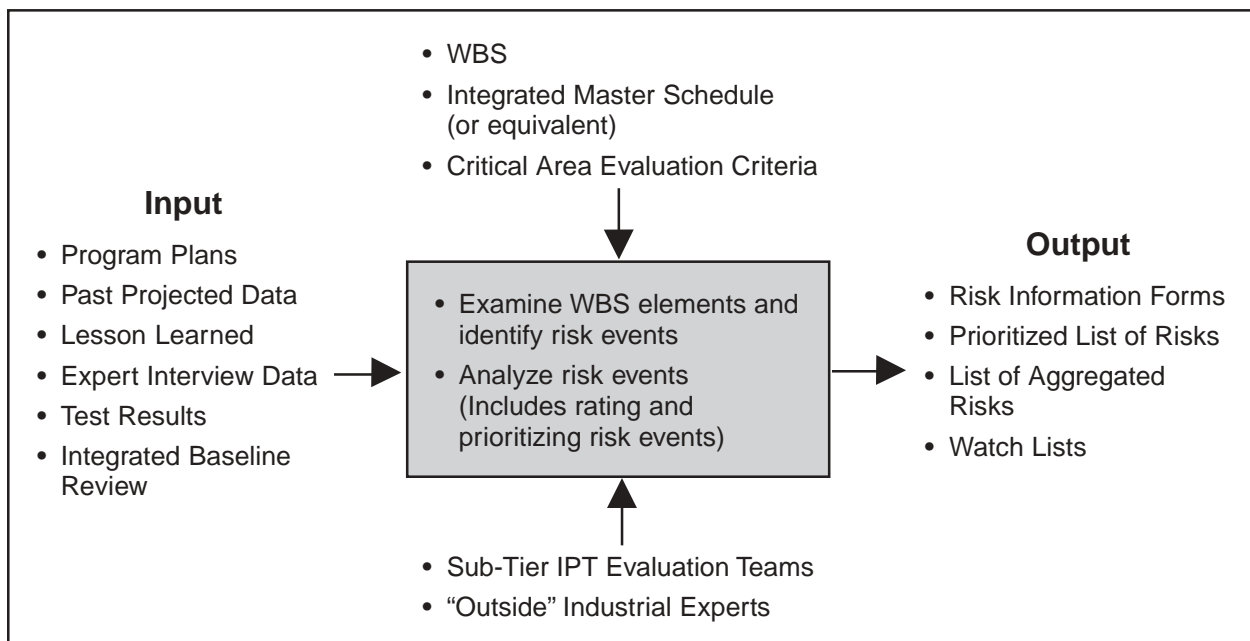 • WBS
• Integrated Master Schedule
(or equivalent)
• Critical Area Evaluation Criteria
Input
• Program Plans
• Past Projected Data
• Lesson Learned
• Expert Interview Data
• Test Results
• Integrated Baseline
Review
• Examine WBS elements and
identify risk events
• Analyze risk events
(Includes rating and
prioritizing risk events)
Output
• Risk Information Forms
• Prioritized List of Risks
• List of Aggregated
Risks
• Watch Lists
• Sub-Tier IPT Evaluation Teams
• “Outside” Industrial Experts